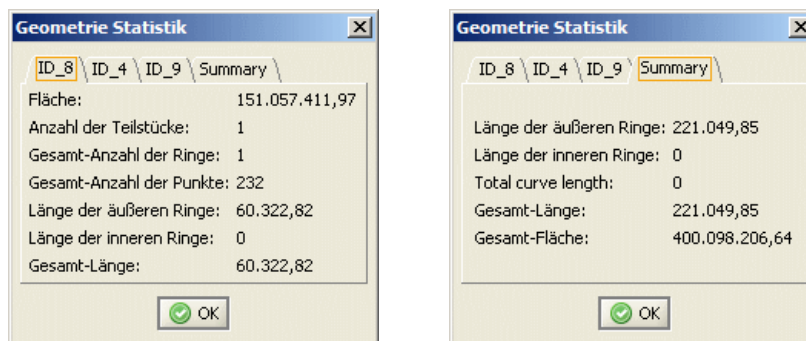 Geometrie Statistik
ID_8 ID_4 ID_9 Summary
Fläche: 151.057.411,97
Anzahl der Teilstücke: 1
Gesamt-Anzahl der Ringe: 1
Gesamt-Anzahl der Punkte: 232
Länge der äußeren Ringe: 60.322,82
Länge der inneren Ringe: 0
Gesamt-Länge: 60.322,82
OK
Geometrie Statistik
ID_8 ID_4 ID_9 Summary
Länge der äußeren Ringe: 221.049,85
Länge der inneren Ringe: 0
Total curve length: 0
Gesamt-Länge: 221.049,85
Gesamt-Fläche: 400.098.206,64
OK